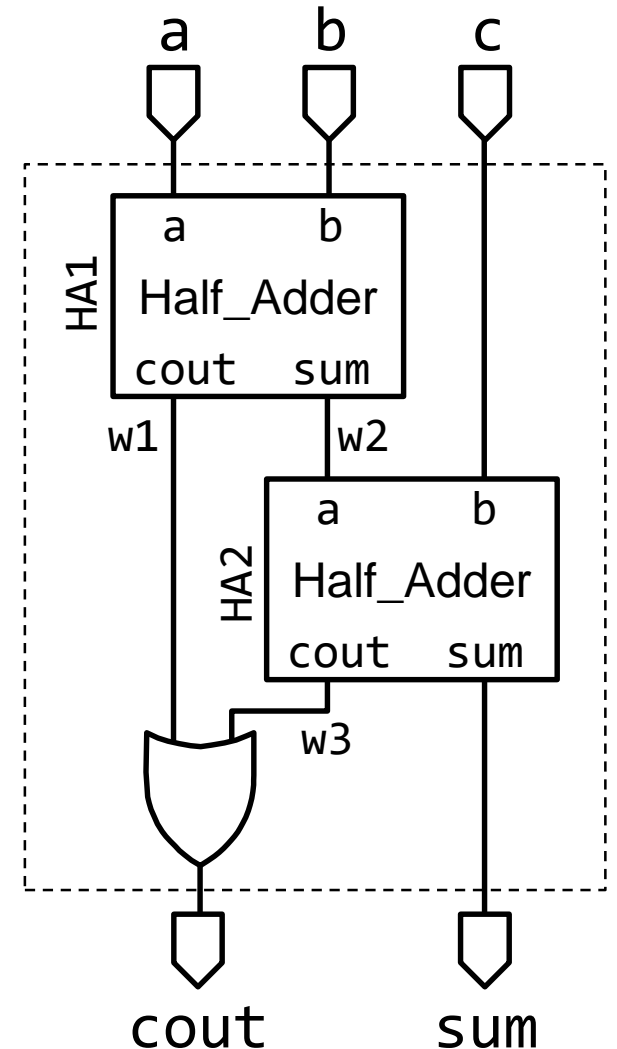 a b c
a b
HA1
Half_Adder
cout sum
w1 w2
a b
HA2
Half_Adder
cout sum
w3
cout sum